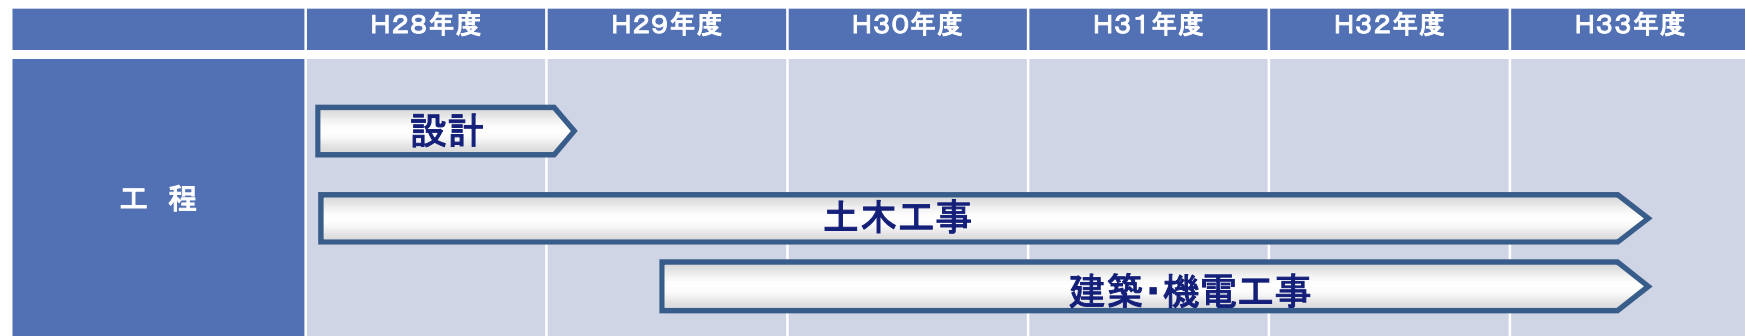 H28年度 H29年度 H30年度 H31年度 H32年度 H33年度
設計
工 程
土木工事
建築・機電工事